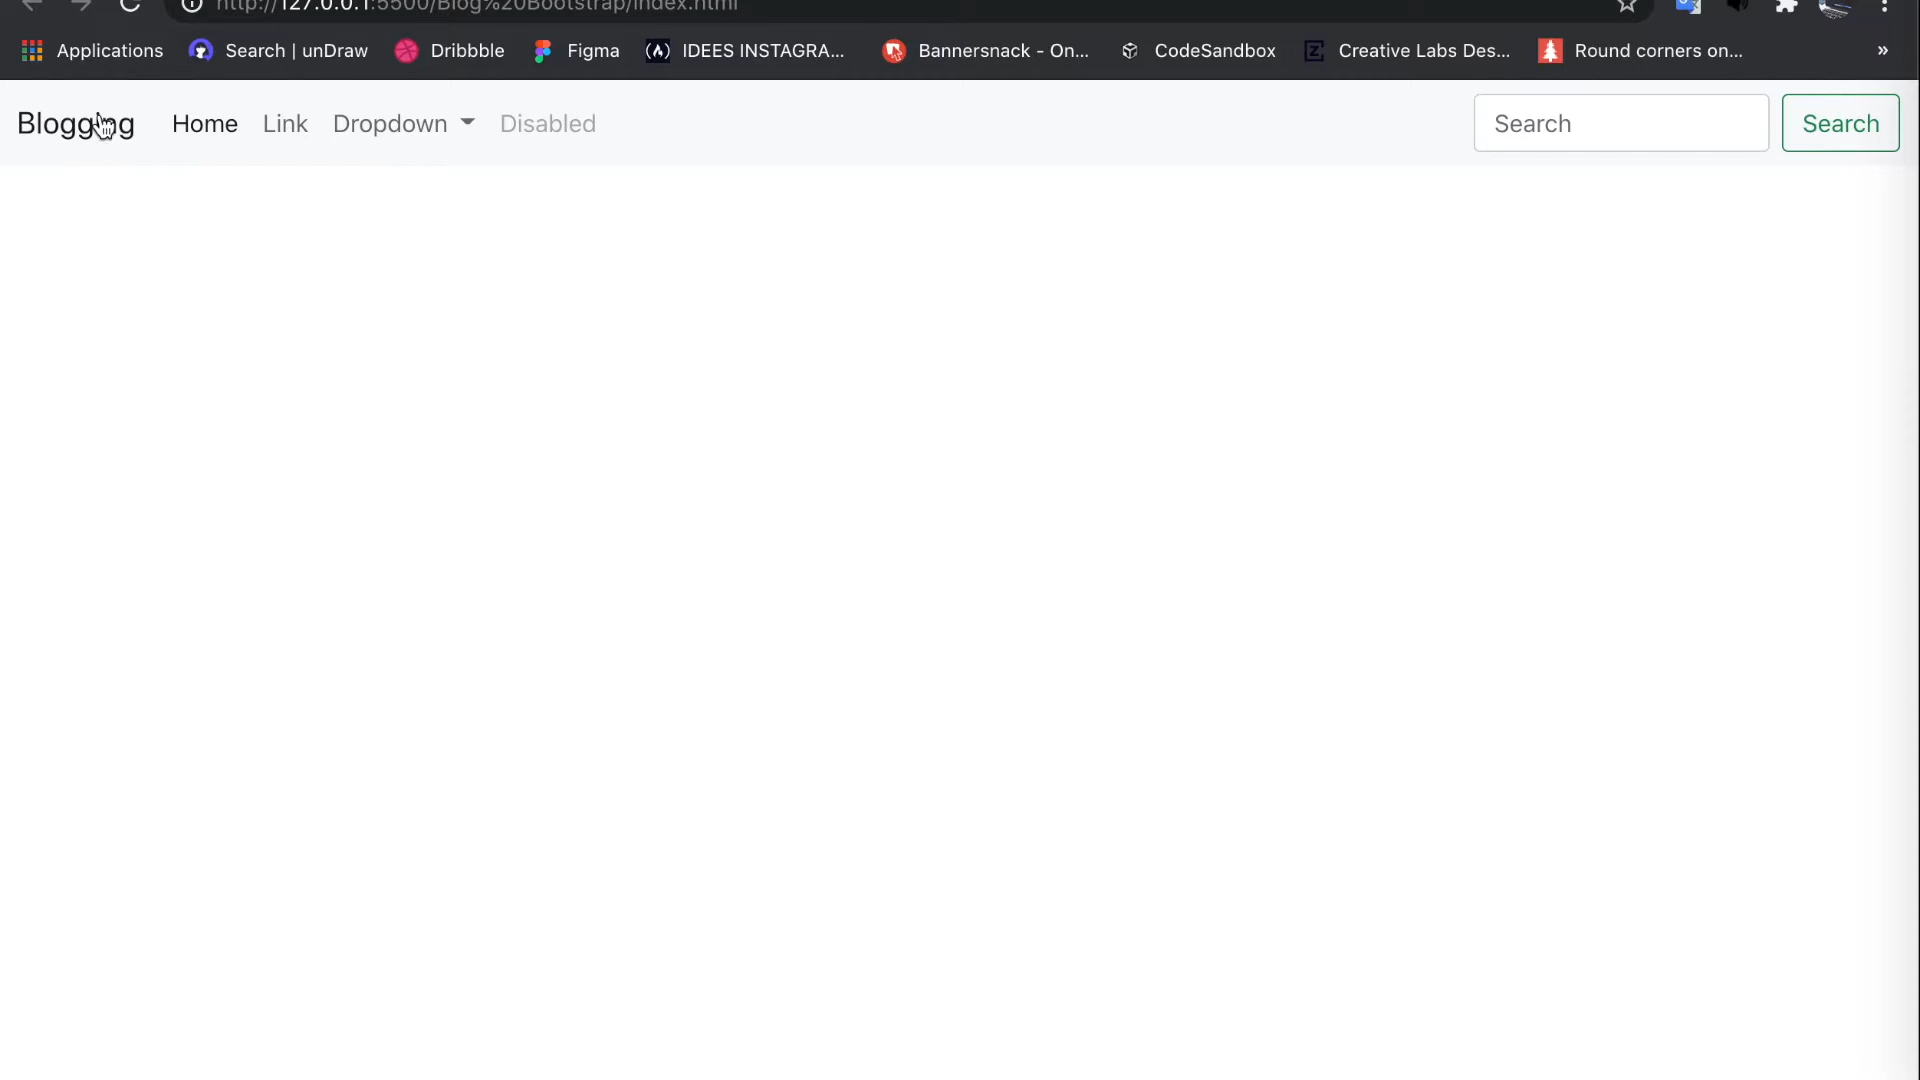 http://127.0.0.1:5500/Blog%20Bootstrap/index.html
Applications Search | unDraw Dribbble Figma IDEES INSTAGRA... Bannersnack - On... CodeSandbox Creative Labs Des... Round corners on... »
Blogging Home Link Dropdown Disabled Search Search